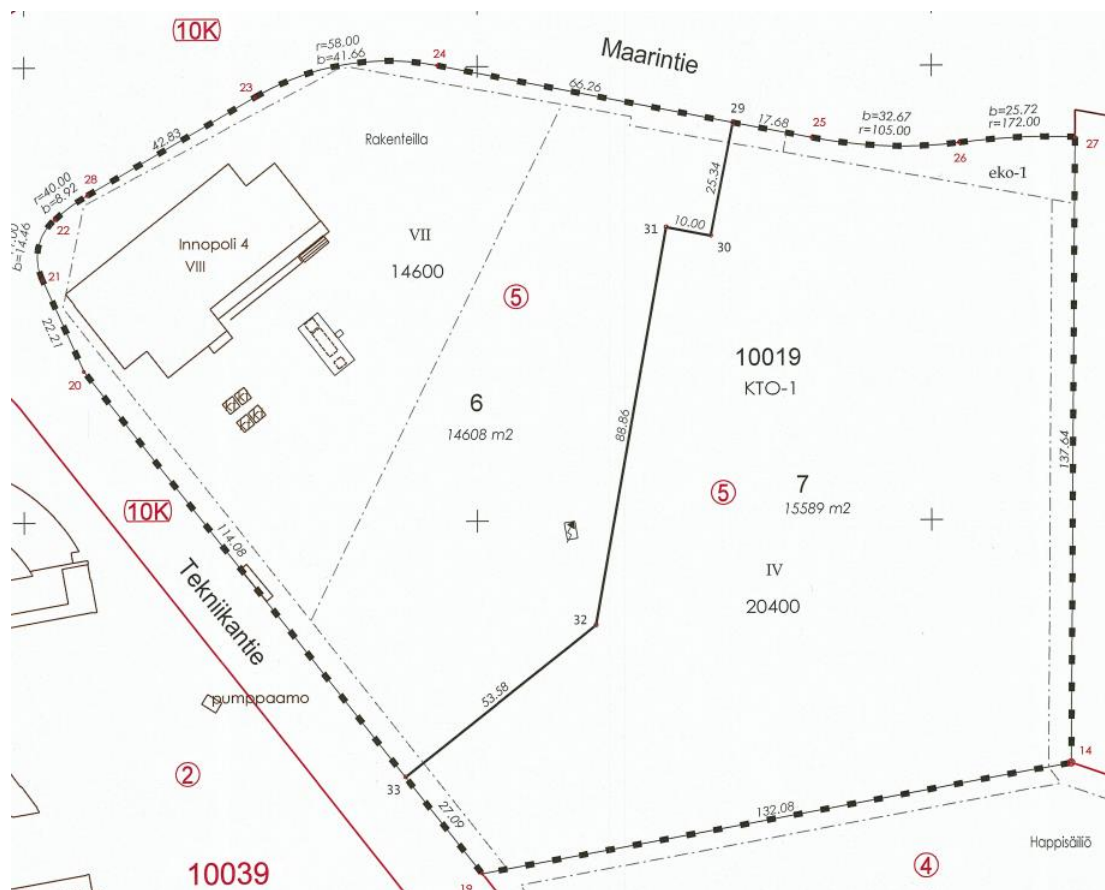 10K
r=58.00
b=41.66
24
Maarintie
66.26
23
29
17.68
25
b=32.67
r=105.00
b=25.72
r=172.00
26
27
42.83
Rakenteilla
eko-1
28
r=40.00
b=8.92
22
25.34
10.00
31
30
b=14.46
21
Innopoli 4
VIII
VII
14600
5
22.21
20
10019
KTO-1
6
14608 m2
88.86
137.64
10K
5
7
15589 m2
114.08
IV
20400
Tekniikantie
32
pumppaamo
53.58
2
33
14
27.09
132.08
Happisäiliö
10039
19
4